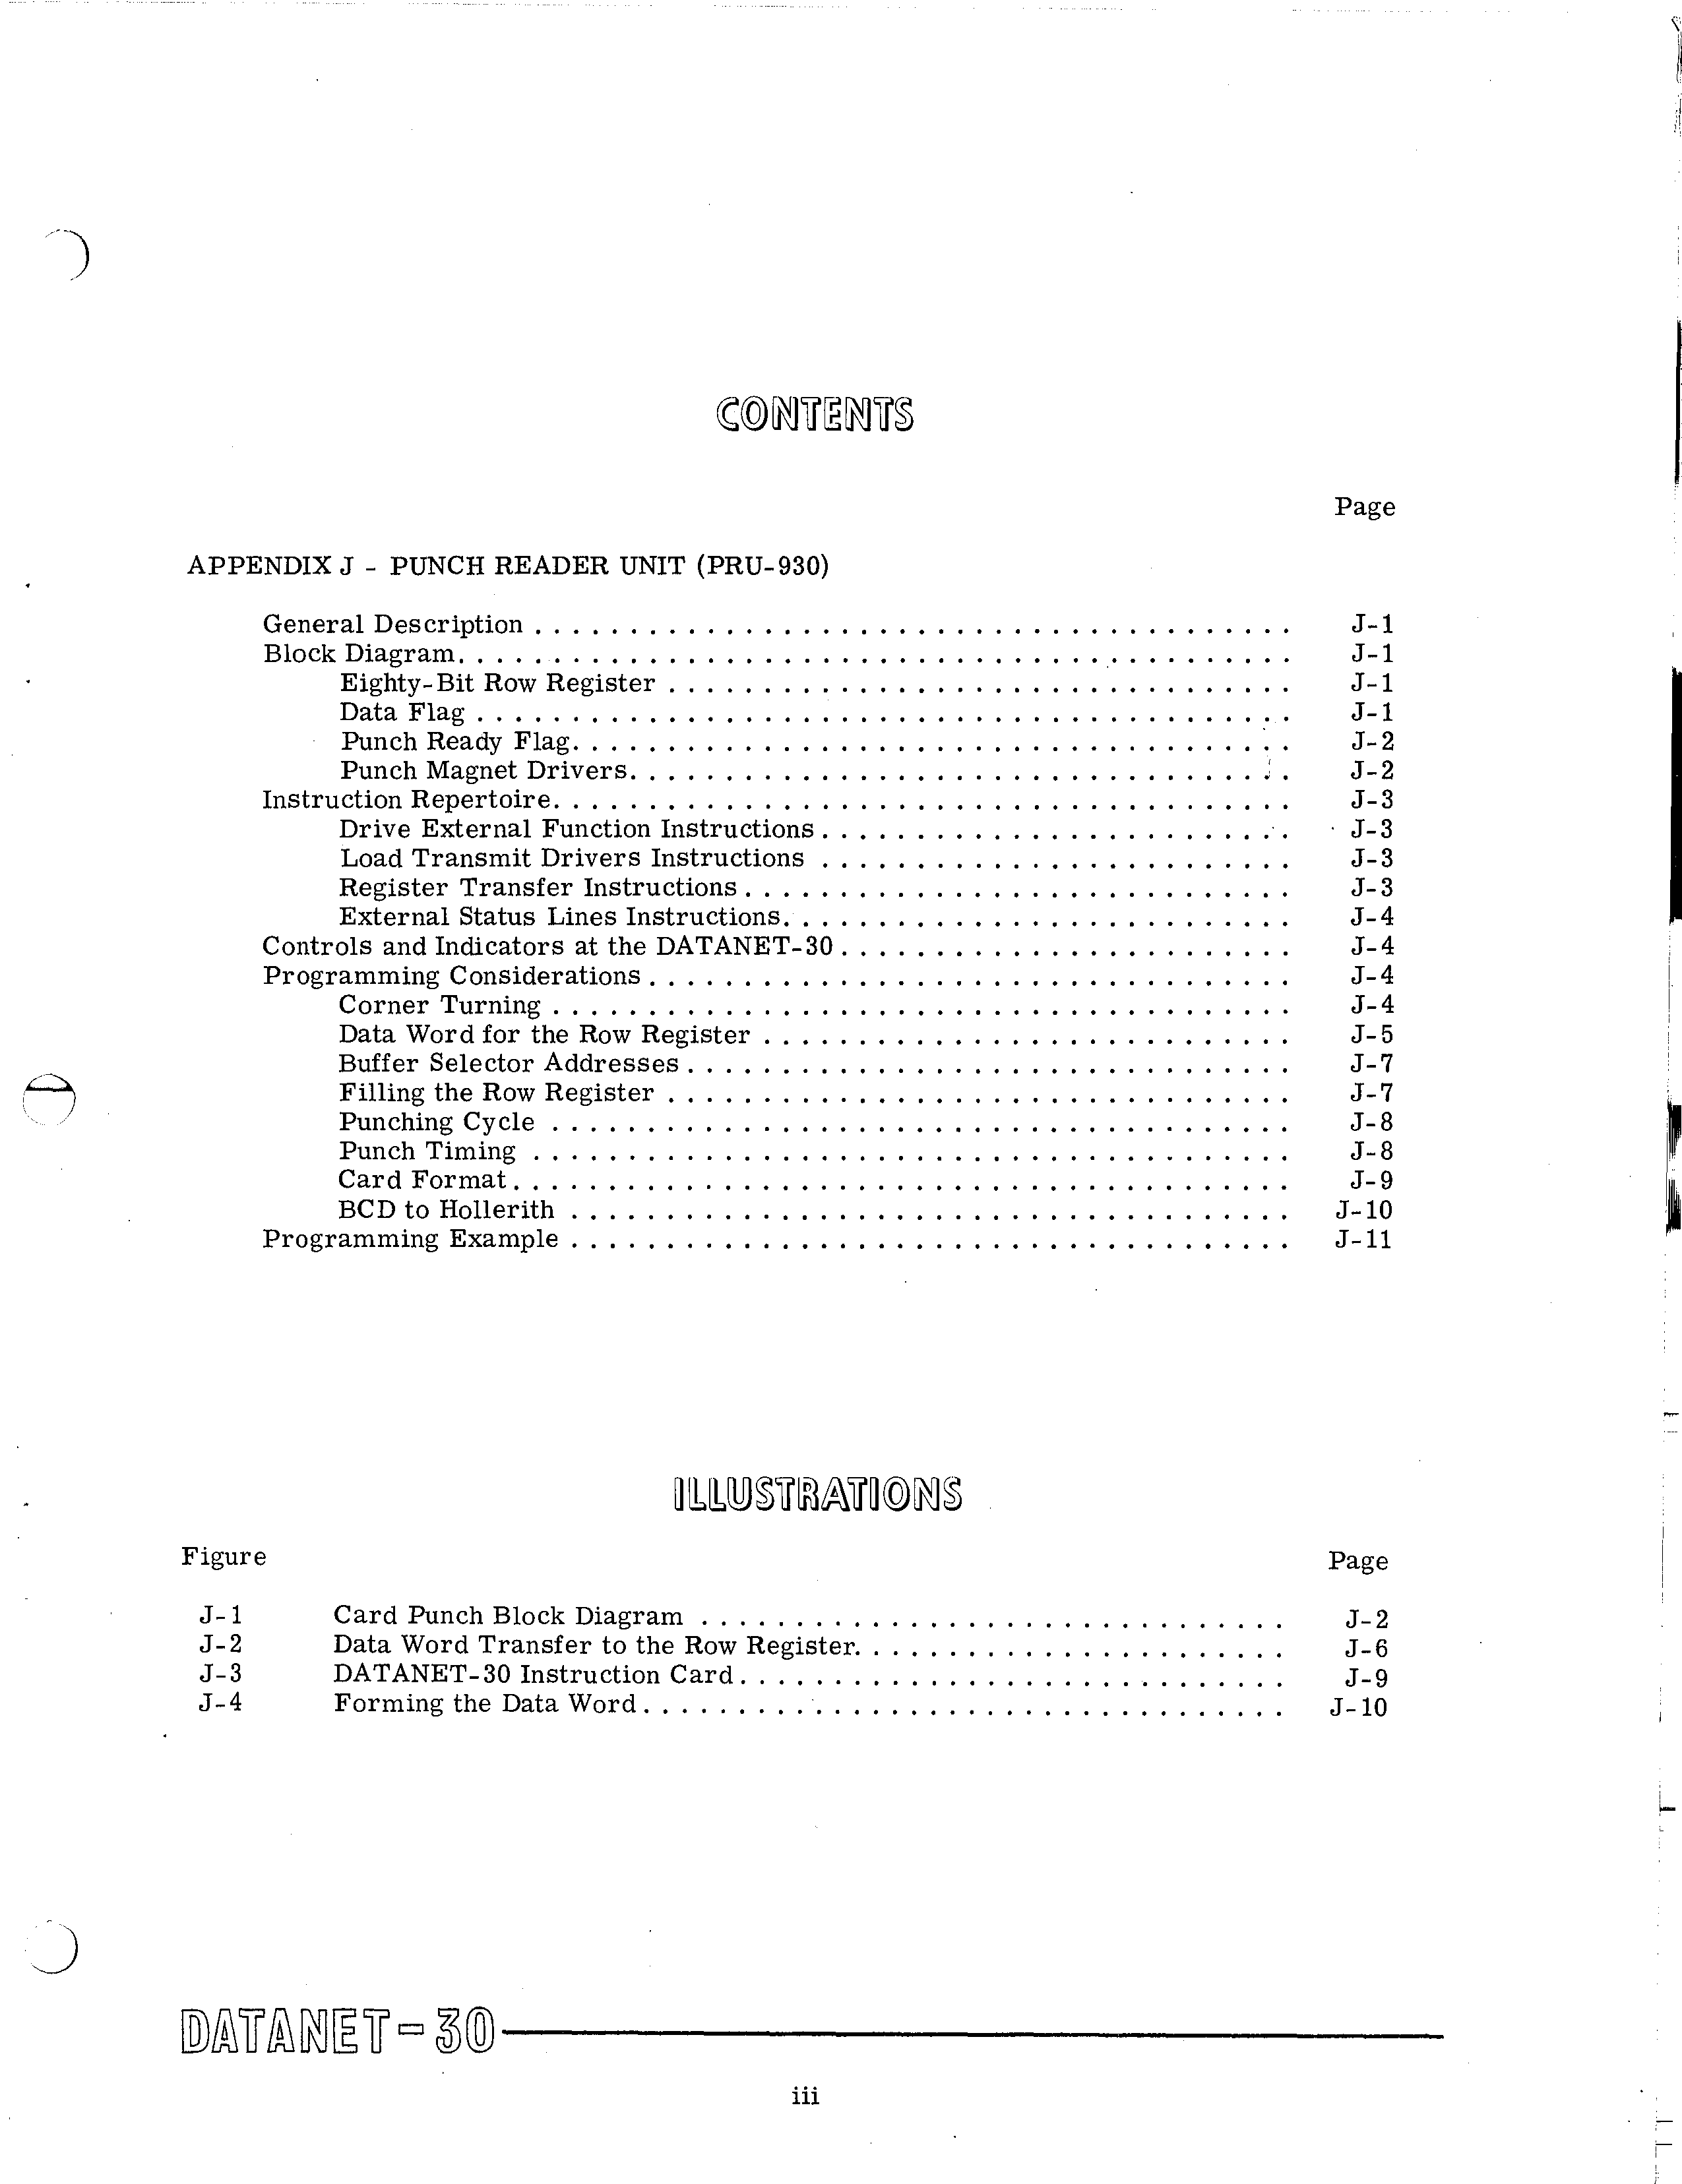 CONTENTS
Page
APPENDIX J - PUNCH READER UNIT (PRU-930)
General Description . . . . . . . . . . . . . . . . . . . . J-1
Block Diagram. . . . . . . . . . . . . . . . . . . . J-1
Eighty-Bit Row Register . . . . . . . . . . . . . . . . . . . . J-1
Data Flag . . . . . . . . . . . . . . . . . . . . J-1
Punch Ready Flag. . . . . . . . . . . . . . . . . . . . J-2
Punch Magnet Drivers. . . . . . . . . . . . . . . . . . . . J-2
Instruction Repertoire. . . . . . . . . . . . . . . . . . . . J-3
Drive External Function Instructions . . . . . . . . . . . . . . . . . . . . J-3
Load Transmit Drivers Instructions . . . . . . . . . . . . . . . . . . . . J-3
Register Transfer Instructions . . . . . . . . . . . . . . . . . . . . J-3
External Status Lines Instructions. . . . . . . . . . . . . . . . . . . . J-4
Controls and Indicators at the DATANET-30 . . . . . . . . . . . . . . . . . . . . J-4
Programming Considerations . . . . . . . . . . . . . . . . . . . . J-4
Corner Turning . . . . . . . . . . . . . . . . . . . . J-4
Data Word for the Row Register . . . . . . . . . . . . . . . . . . . . J-5
Buffer Selector Addresses . . . . . . . . . . . . . . . . . . . . J-7
Filling the Row Register . . . . . . . . . . . . . . . . . . . . J-7
Punching Cycle . . . . . . . . . . . . . . . . . . . . J-8
Punch Timing . . . . . . . . . . . . . . . . . . . . J-8
Card Format. . . . . . . . . . . . . . . . . . . . J-9
BCD to Hollerith . . . . . . . . . . . . . . . . . . . . J-10
Programming Example . . . . . . . . . . . . . . . . . . . . J-11
ILLUSTRATIONS
Figure Page
J-1 Card Punch Block Diagram . . . . . . . . . . . . . . . . . . . . J-2
J-2 Data Word Transfer to the Row Register. . . . . . . . . . . . . . . . . . . . J-6
J-3 DATANET-30 Instruction Card. . . . . . . . . . . . . . . . . . . . J-9
J-4 Forming the Data Word. . . . . . . . . . . . . . . . . . . . J-10
DATANET-30
iii